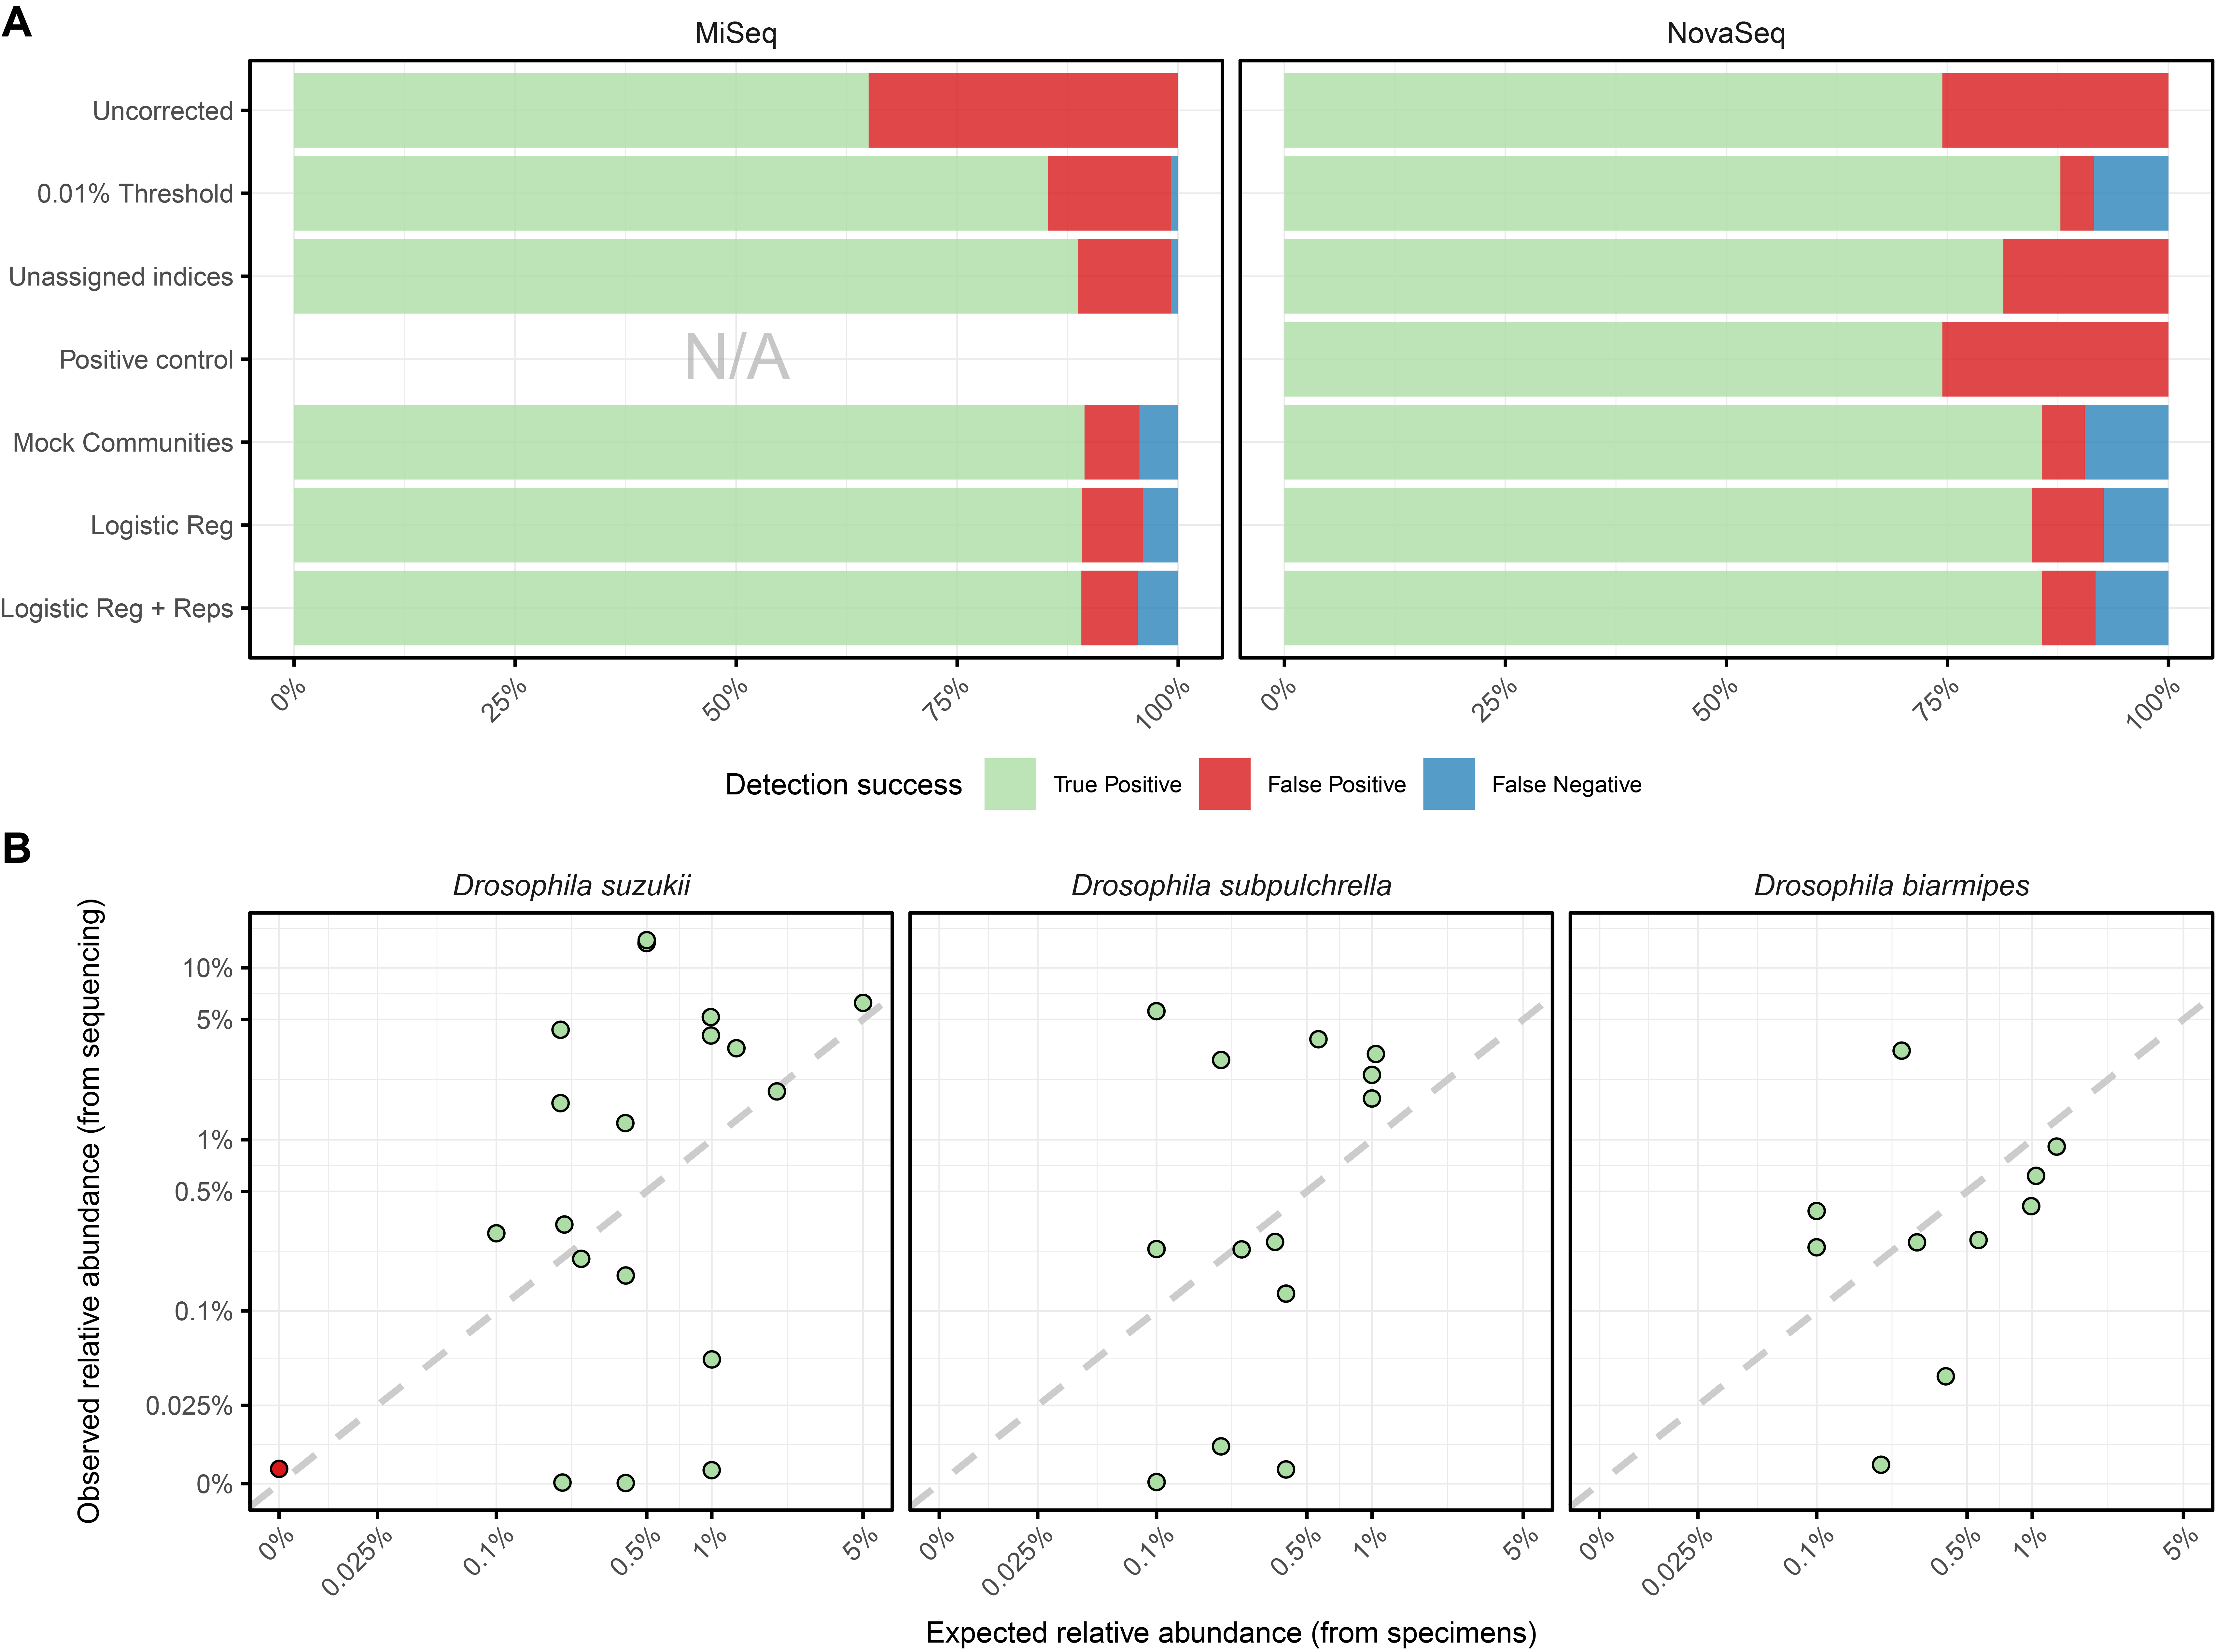 A
MiSeq
NovaSeq
Uncorrected
0.01% Threshold
Unassigned indices
Positive control
N/A
Mock Communities
Logistic Reg
Logistic Reg + Reps
0% 25% 50% 75% 100% 0% 25% 50% 75% 100%
Detection success True Positive False Positive False Negative
B
Drosophila suzukii
Drosophila subpulchrella
Drosophila biarmipes
Observed relative abundance (from sequencing)
10%
5%
1%
0.5%
0.1%
0.025%
0%
0% 0.025% 0.1% 0.5% 1% 5% 0% 0.025% 0.1% 0.5% 1% 5% 0% 0.025% 0.1% 0.5% 1% 5%
Expected relative abundance (from specimens)